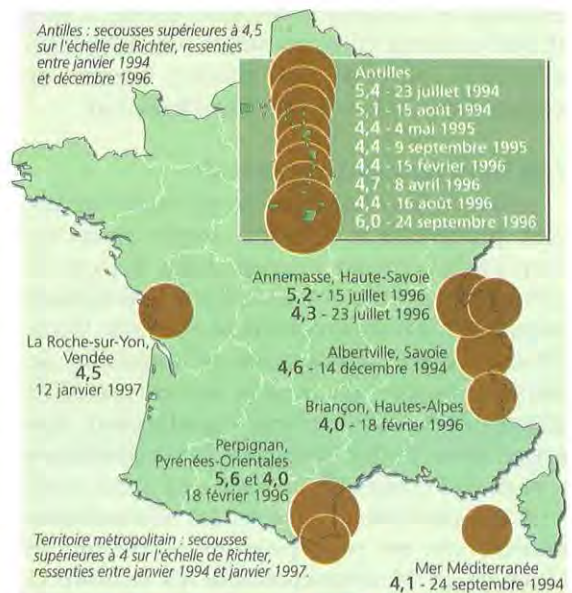 Antilles : secousses supérieures à 4,5
sur l'échelle de Richter, ressenties
entre janvier 1994
et décembre 1996.
Antilles
5,4 - 23 juillet 1994
5,1 - 15 août 1994
4,4 - 4 mai 1995
4,4 - 9 septembre 1995
4,4 - 15 février 1996
4,7 - 8 avril 1996
4,4 - 16 août 1996
6,0 - 24 septembre 1996
Annemasse, Haute-Savoie
5,2 - 15 juillet 1996
4,3 - 23 juillet 1996
La Roche-sur-Yon,
Vendée
4,5
12 janvier 1997
Albertville, Savoie
4,6 - 14 décembre 1994
Briançon, Hautes-Alpes
4,0 - 18 février 1996
Perpignan,
Pyrénées-Orientales
5,6 et 4,0
18 février 1996
Territoire métropolitain : secousses
supérieures à 4 sur l'échelle de Richter,
ressenties entre janvier 1994 et janvier 1997.
Mer Méditerranée
4,1 - 24 septembre 1994